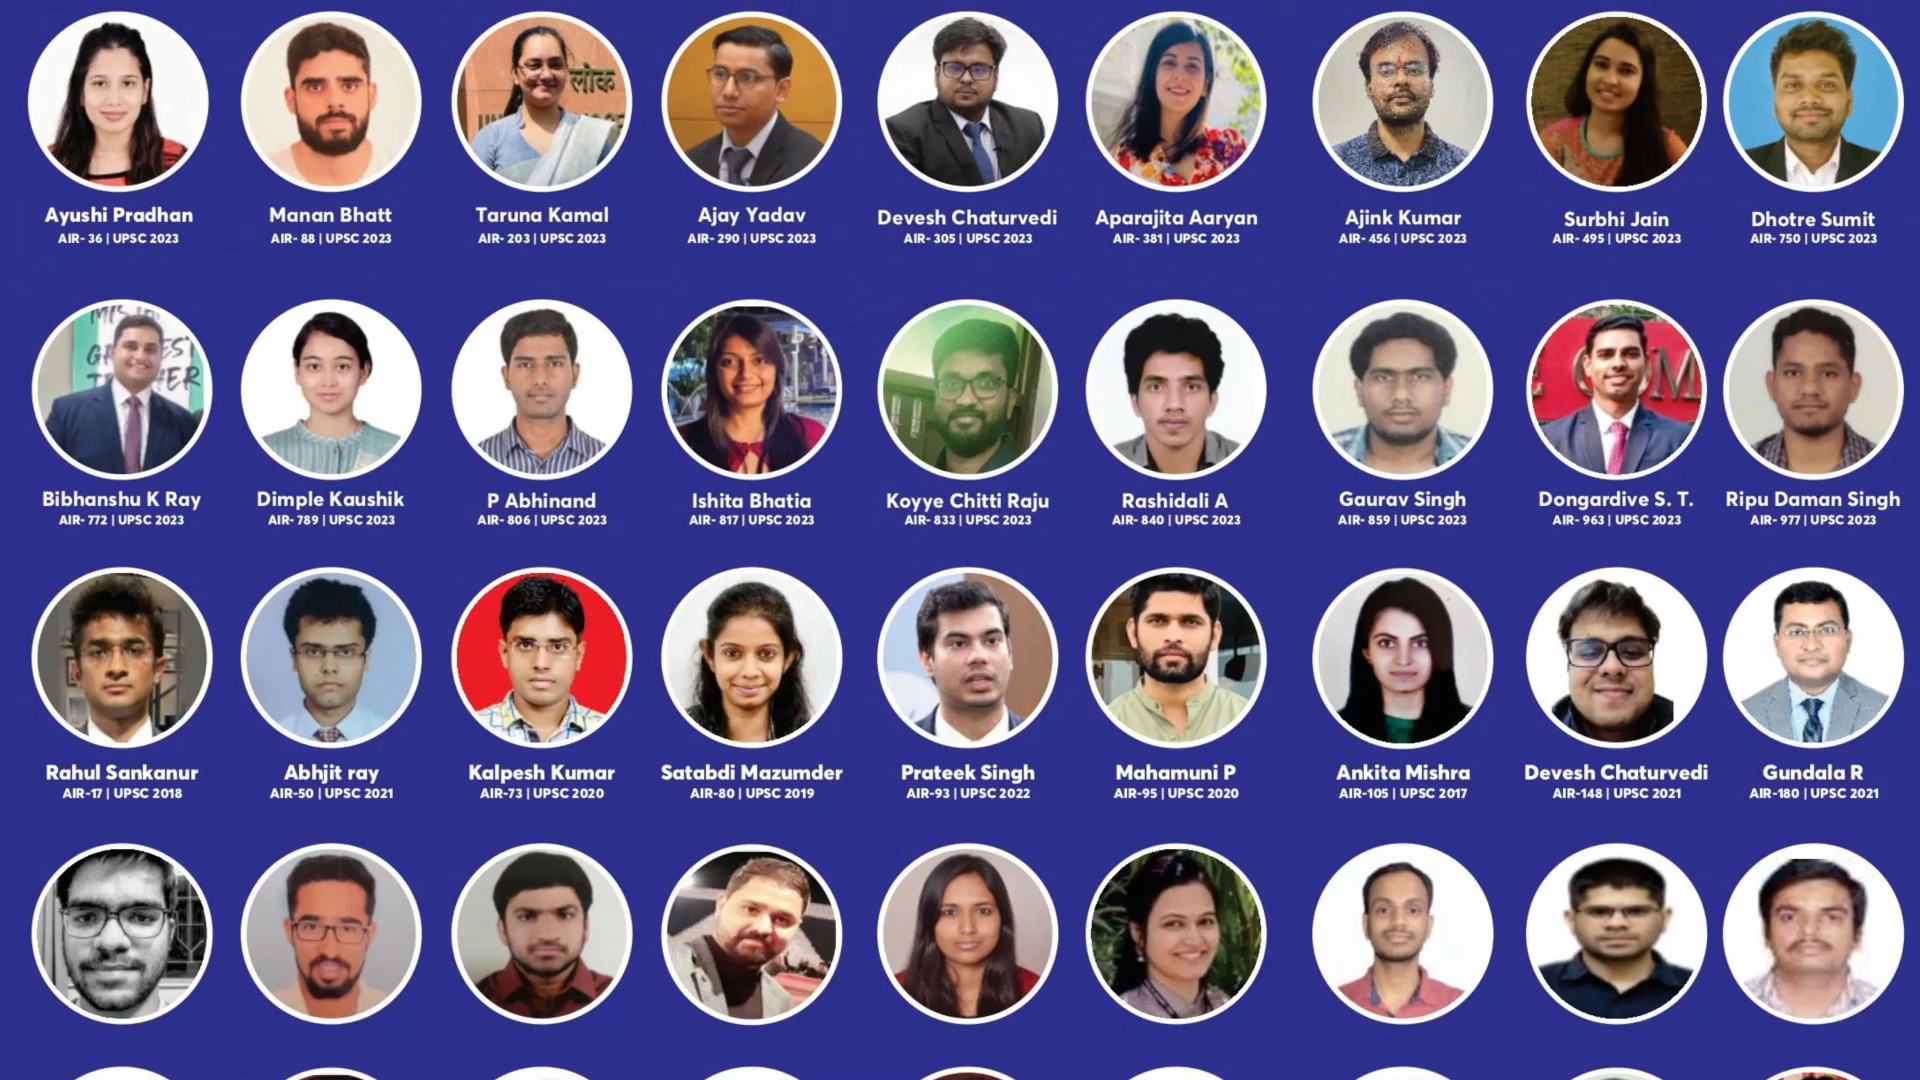 लोक
MIS
Ayushi Pradhan
AIR- 36 | UPSC 2023
Manan Bhatt
AIR- 88 | UPSC 2023
Taruna Kamal
AIR- 203 | UPSC 2023
Ajay Yadav
AIR- 290 | UPSC 2023
Devesh Chaturvedi
AIR- 305 | UPSC 2023
Aparajita Aaryan
AIR- 381 | UPSC 2023
Ajink Kumar
AIR- 456 | UPSC 2023
Surbhi Jain
AIR- 495 | UPSC 2023
Dhotre Sumit
AIR- 750 | UPSC 2023
Bibhanshu K Ray
AIR- 772 | UPSC 2023
Dimple Kaushik
AIR- 789 | UPSC 2023
P Abhinand
AIR- 806 | UPSC 2023
Ishita Bhatia
AIR- 817 | UPSC 2023
Koyye Chitti Raju
AIR- 833 | UPSC 2023
Rashidali A
AIR- 840 | UPSC 2023
Gaurav Singh
AIR- 859 | UPSC 2023
Dongardive S. T.
AIR- 963 | UPSC 2023
Ripu Daman Singh
AIR- 977 | UPSC 2023
Rahul Sankanur
AIR-17 | UPSC 2018
Abhjit ray
AIR-50 | UPSC 2021
Kalpesh Kumar
AIR-73 | UPSC 2020
Satabdi Mazumder
AIR-80 | UPSC 2019
Prateek Singh
AIR-93 | UPSC 2022
Mahamuni P
AIR-95 | UPSC 2020
Ankita Mishra
AIR-105 | UPSC 2017
Devesh Chaturvedi
AIR-148 | UPSC 2021
Gundala R
AIR-180 | UPSC 2021